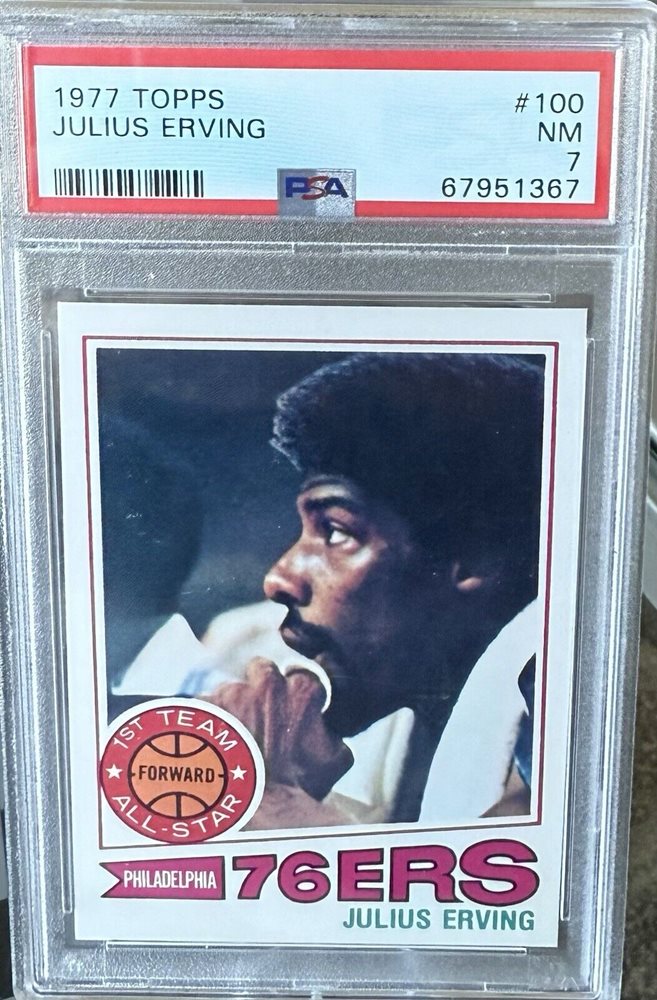 1977 TOPPS #100
JULIUS ERVING NM
7
PSA 67951367
1ST TEAM
FORWARD
ALL-STAR
PHILADELPHIA 76ERS
JULIUS ERVING